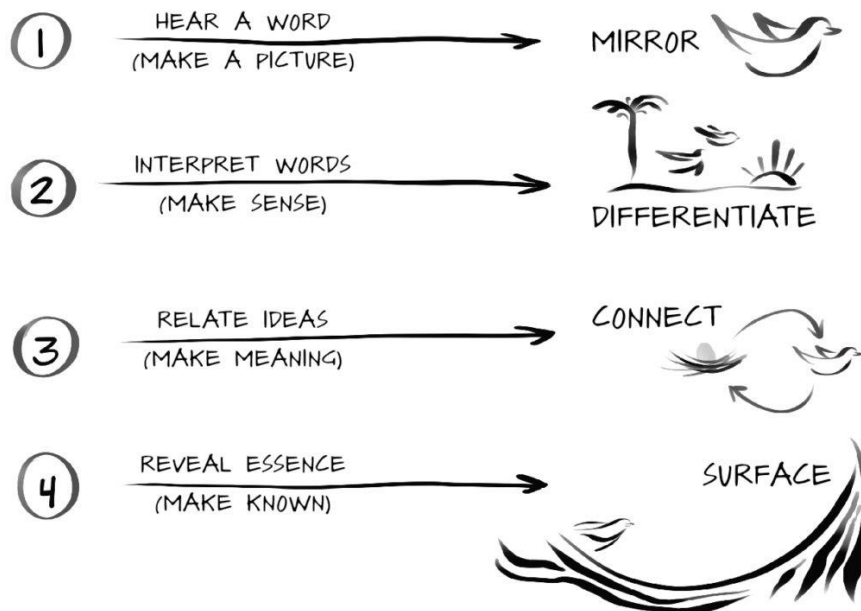 1
HEAR A WORD
(MAKE A PICTURE)
MIRROR
2
INTERPRET WORDS
(MAKE SENSE)
DIFFERENTIATE
3
RELATE IDEAS
(MAKE MEANING)
CONNECT
4
REVEAL ESSENCE
(MAKE KNOWN)
SURFACE